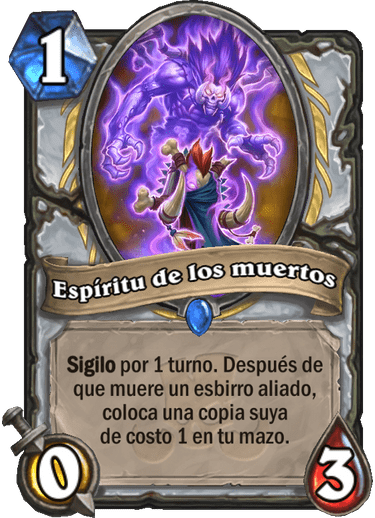 1
Espíritu de los muertos
Sigilo por 1 turno. Después de
que muere un esbirro aliado,
coloca una copia suya
de costo 1 en tu mazo.
0
3